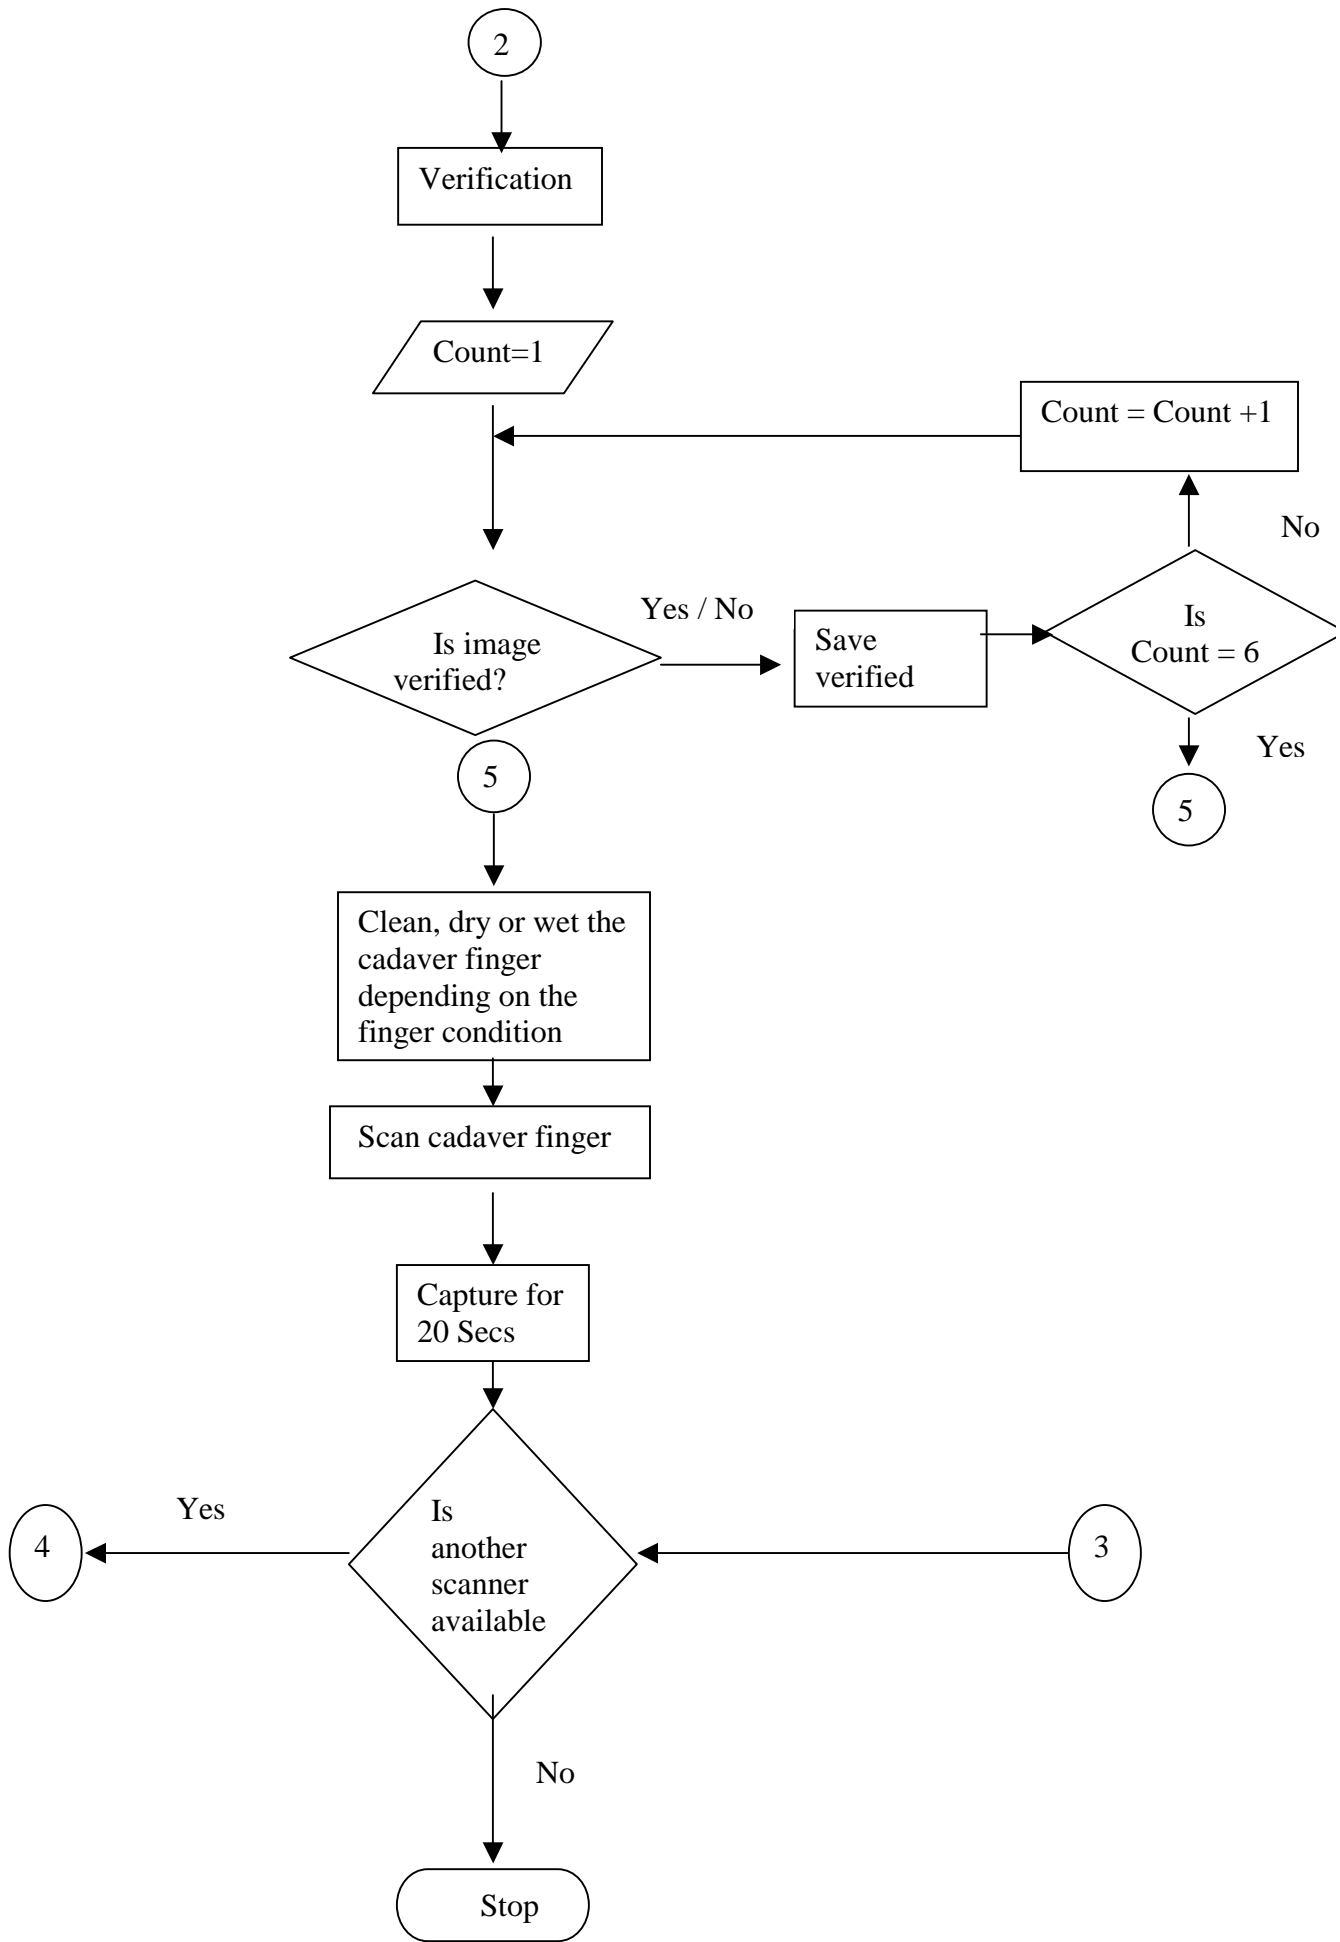 2
Verification
Count=1
Count = Count +1
No
Yes / No
Is image
verified?
Save
verified
Is
Count = 6
Yes
5
5
Clean, dry or wet the
cadaver finger
depending on the
finger condition
Scan cadaver finger
Capture for
20 Secs
Yes
4
Is
another
scanner
available
3
No
Stop